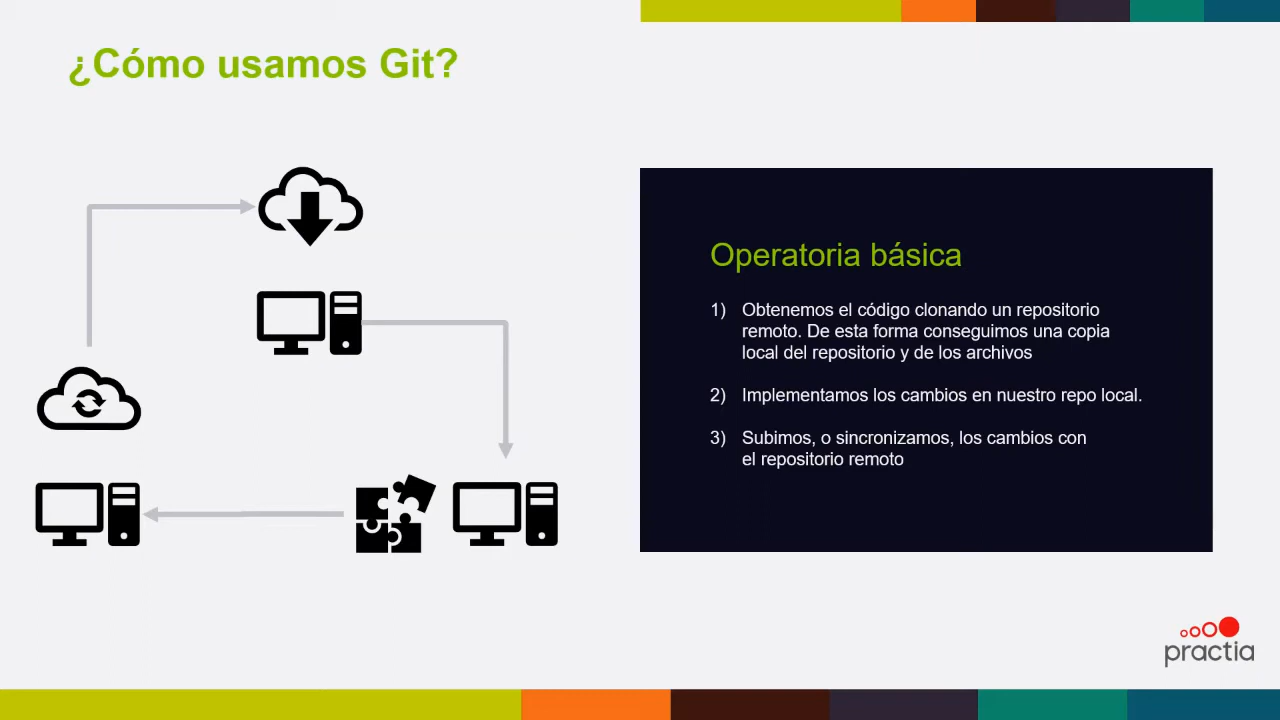 ¿Cómo usamos Git?
Operatoria básica
1) Obtenemos el código clonando un repositorio
remoto. De esta forma conseguimos una copia
local del repositorio y de los archivos
2) Implementamos los cambios en nuestro repo local.
3) Subimos, o sincronizamos, los cambios con
el repositorio remoto
practia